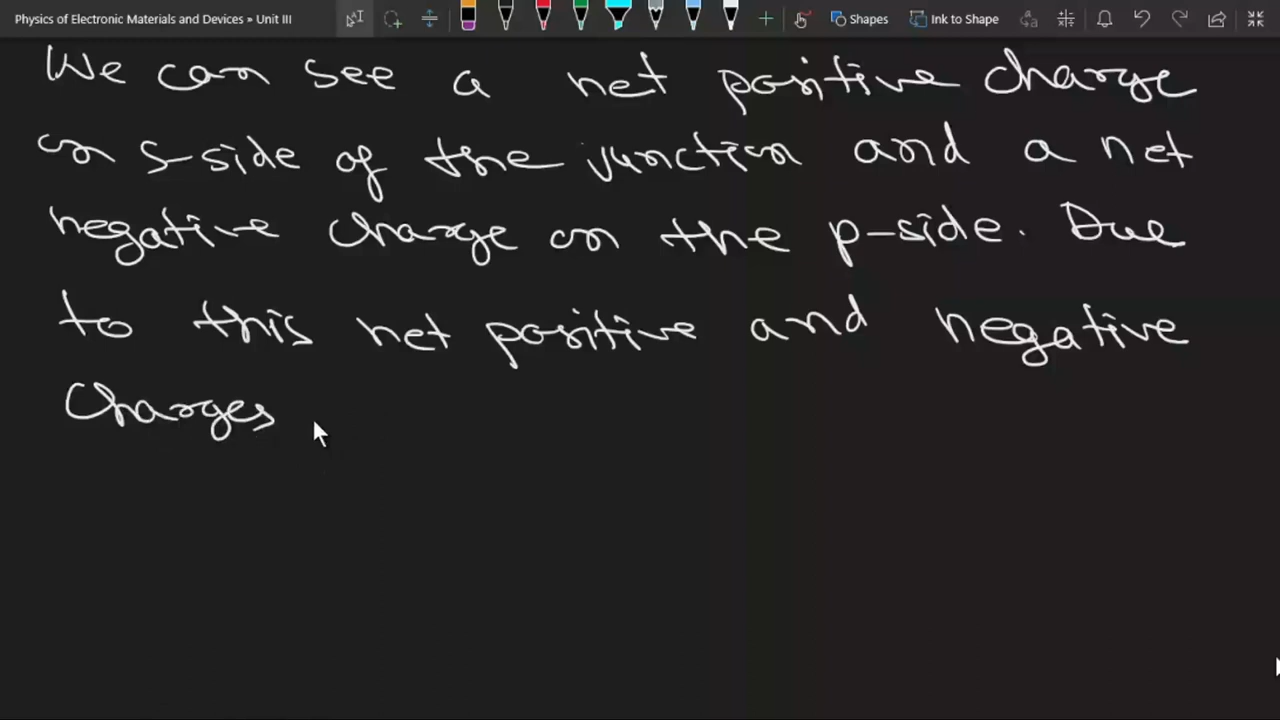 Physics of Electronic Materials and Devices » Unit III
Shapes
Ink to Shape
We can see a net positive charge
on s-side of the junction and a net
negative charge on the p-side. Due
to this net positive and negative
charges